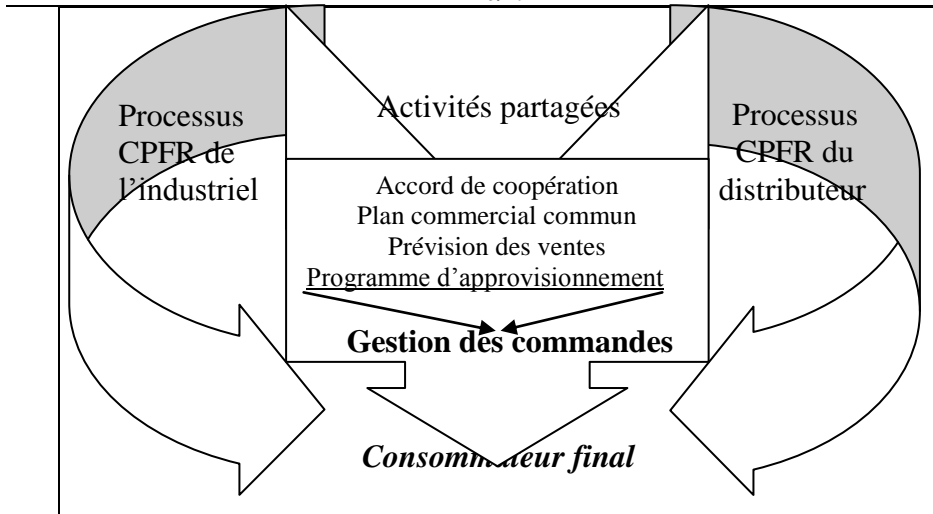 Activités partagées
Processus
CPFR de
l'industriel
Processus
CPFR du
distributeur
Accord de coopération
Plan commercial commun
Prévision des ventes
Programme d'approvisionnement
Gestion des commandes
Consommateur final